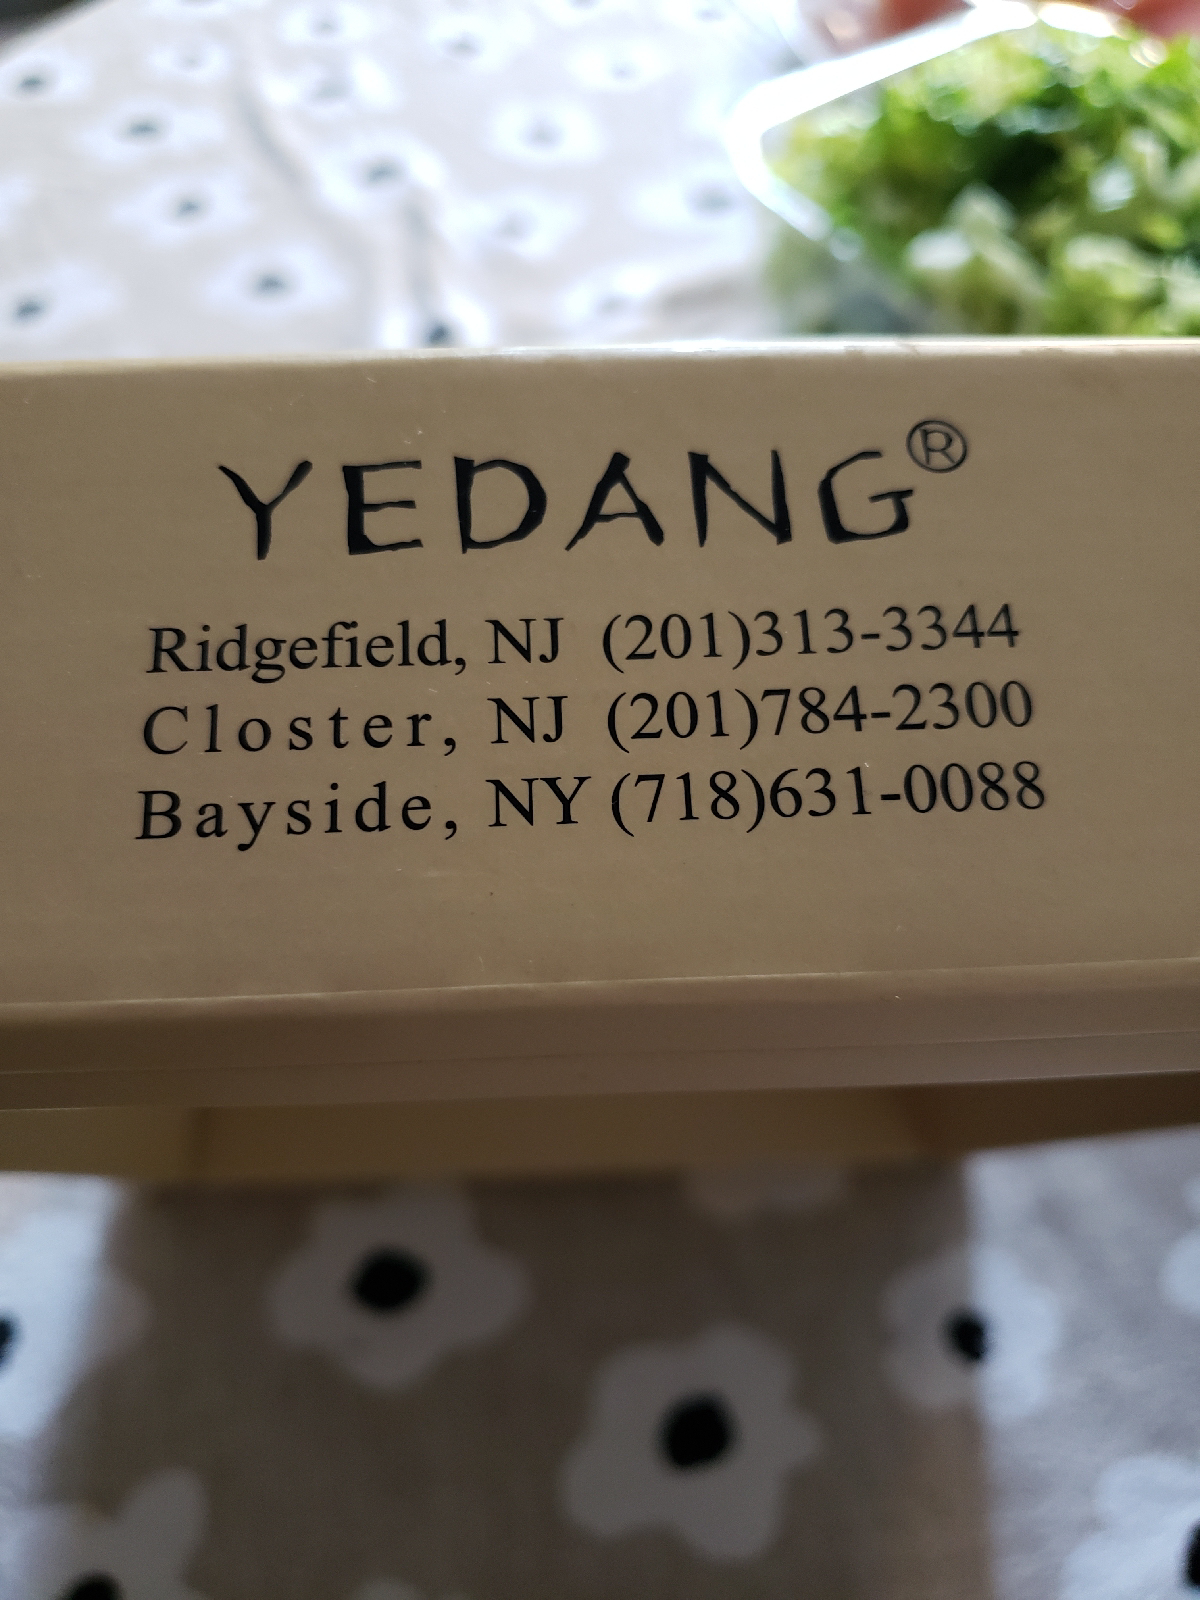 YEDANG®
Ridgefield, NJ (201)313-3344
Closter, NJ (201)784-2300
Bayside, NY (718)631-0088